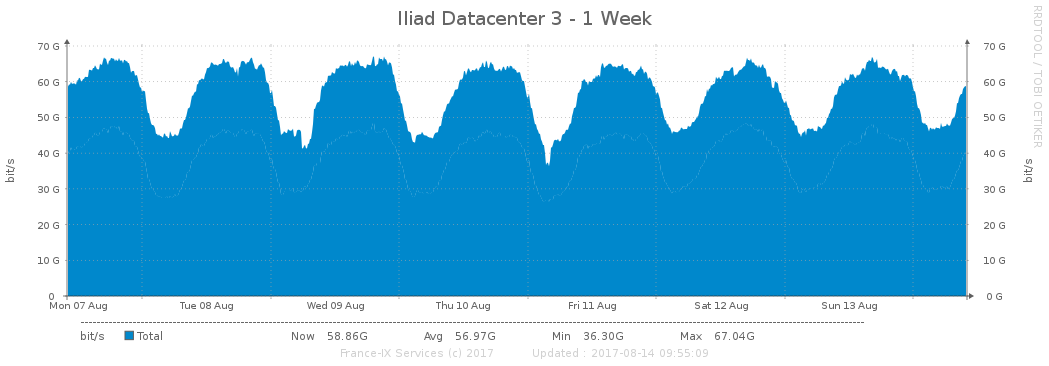 Iliad Datacenter 3 - 1 Week
RRDTOOL / TOBI OETIKER
70 G 70 G
60 G 60 G
50 G 50 G
40 G 40 G
30 G 30 G
20 G 20 G
10 G 10 G
0 0 G
bit/s bit/s
Mon 07 Aug Tue 08 Aug Wed 09 Aug Thu 10 Aug Fri 11 Aug Sat 12 Aug Sun 13 Aug
bit/s Total Now 58.86G Avg 56.97G Min 36.30G Max 67.04G
France-IX Services (c) 2017 Updated : 2017-08-14 09:55:09